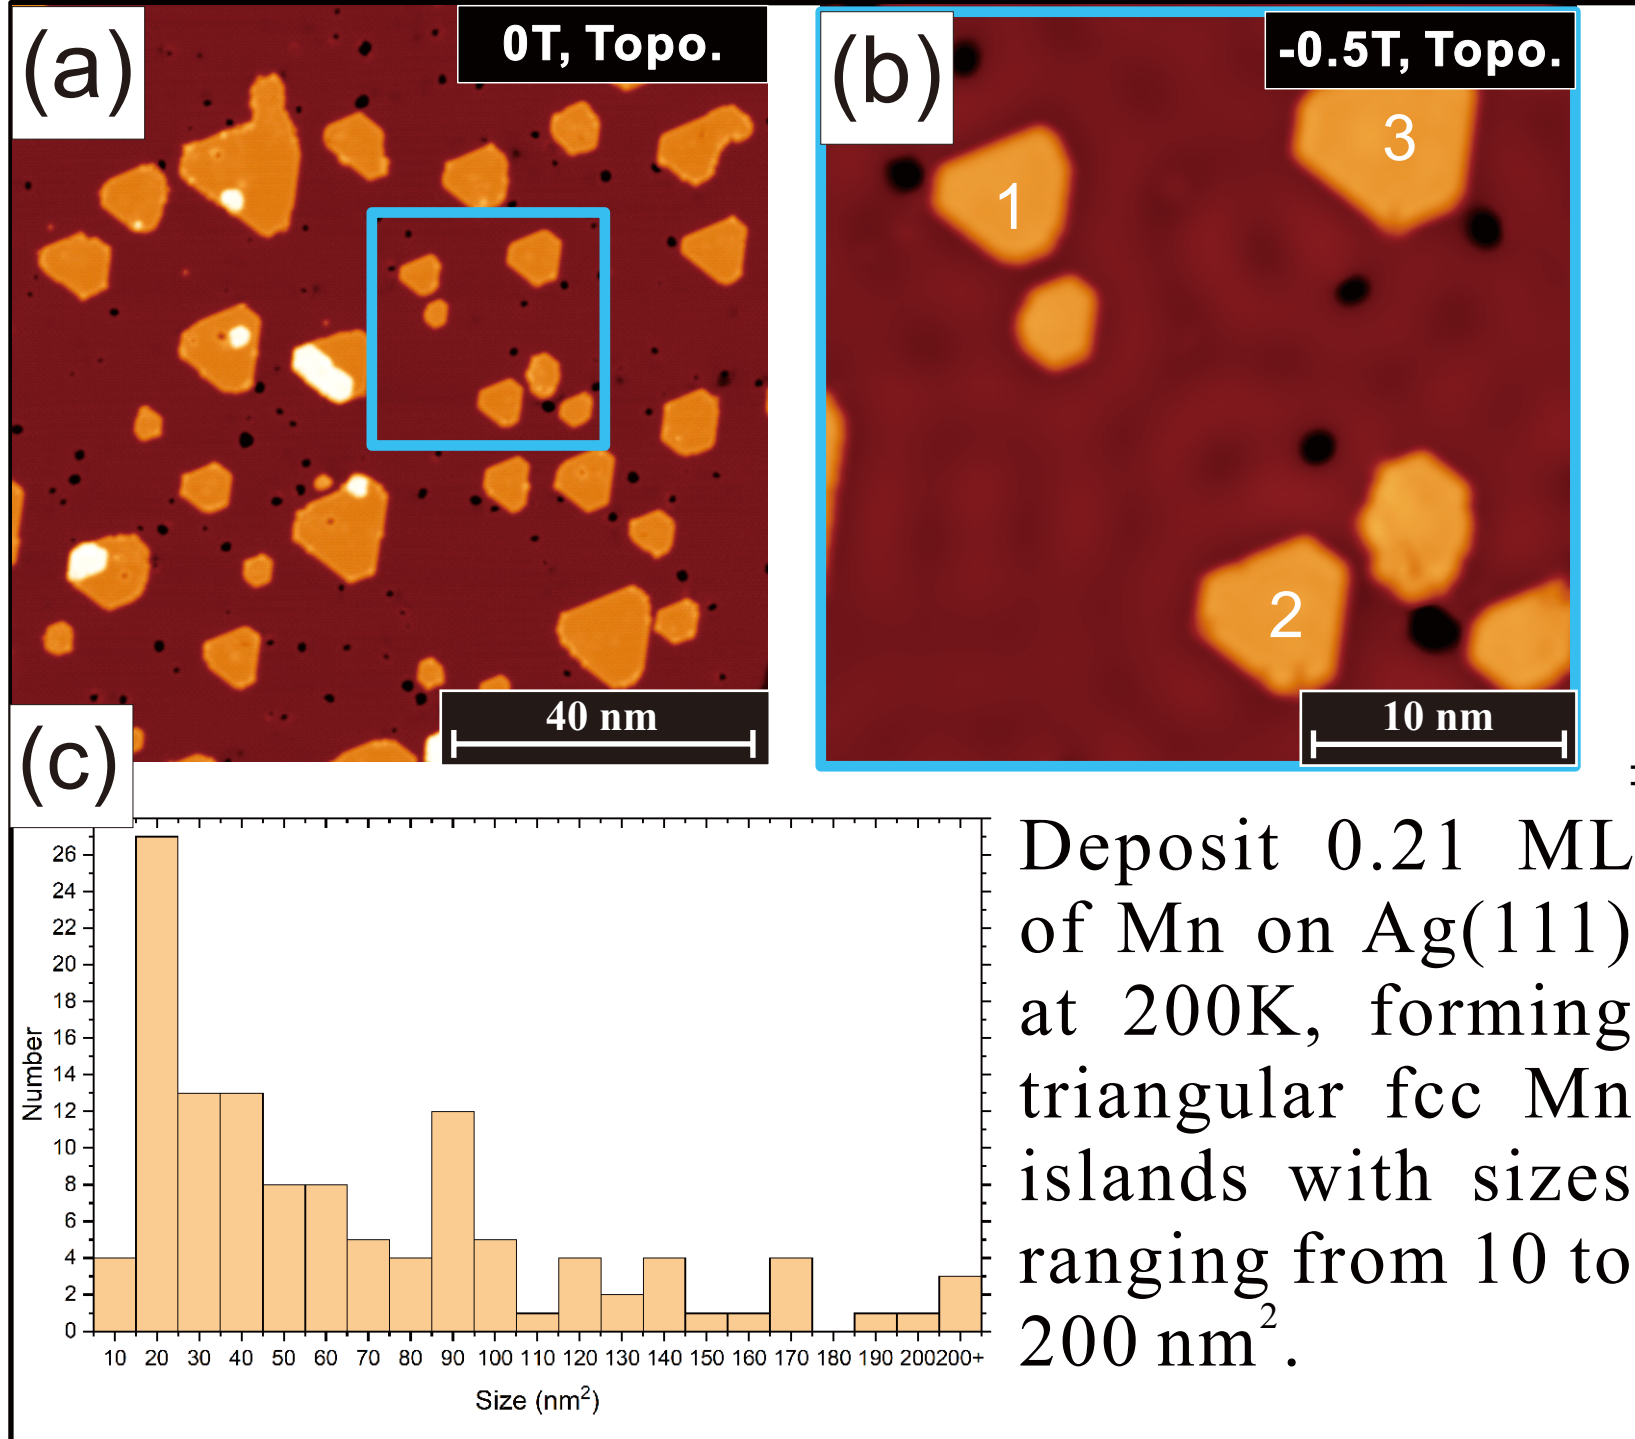 (a)
0T, Topo.
40 nm
(b)
-0.5T, Topo.
1
3
2
10 nm
(c)
26
24
22
20
18
16
14
12
10
8
6
4
2
0
Number
10 20 30 40 50 60 70 80 90 100 110 120 130 140 150 160 170 180 190 200 200+
Size (nm²)
Deposit 0.21 ML
of Mn on Ag(111)
at 200K, forming
triangular fcc Mn
islands with sizes
ranging from 10 to
200 nm².